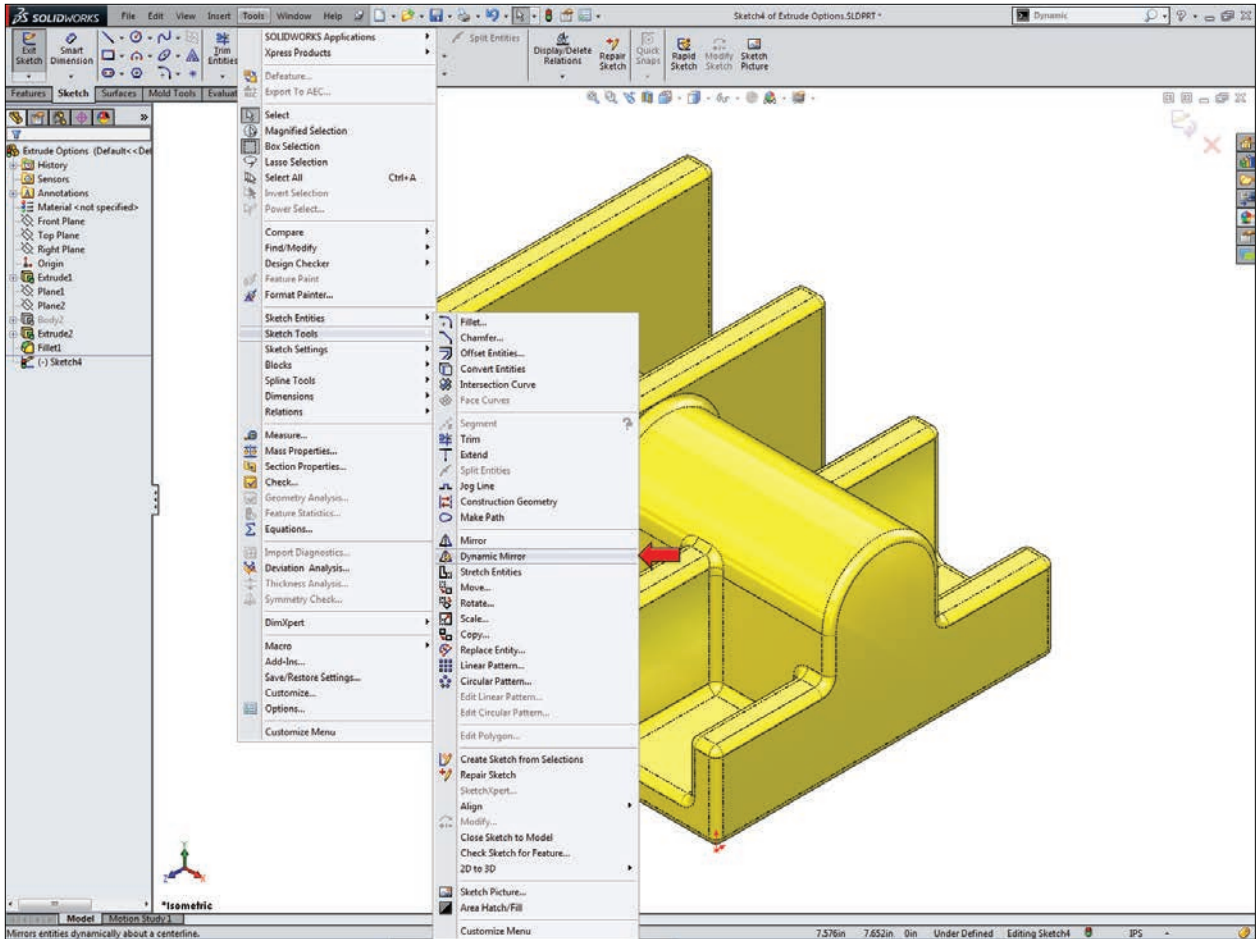 SOLIDWORKS File Edit View Insert Tools Window Help
Sketch4 of Extrude Options.SLDPRT *
Dynamic
Exit Sketch
Smart Dimension
Trim Entities
Split Entities
Display/Delete Relations
Repair Sketch
Quick Snaps
Rapid Sketch
Modify Sketch
Sketch Picture
Features Sketch Surfaces Mold Tools Evaluat
Extrude Options (Default<<Def
History
Sensors
Annotations
Material <not specified>
Front Plane
Top Plane
Right Plane
Origin
Extrude1
Plane1
Plane2
Body2
Extrude2
Fillet1
(-) Sketch4
SOLIDWORKS Applications
Xpress Products
Defeature...
Export To AEC...
Select
Magnified Selection
Box Selection
Lasso Selection
Select All Ctrl+A
Invert Selection
Power Select...
Compare
Find/Modify
Design Checker
Feature Paint
Format Painter...
Sketch Entities
Sketch Tools
Sketch Settings
Blocks
Spline Tools
Dimensions
Relations
Measure...
Mass Properties...
Section Properties...
Check...
Geometry Analysis...
Feature Statistics...
Equations...
Import Diagnostics...
Deviation Analysis...
Thickness Analysis...
Symmetry Check...
DimXpert
Macro
Add-Ins...
Save/Restore Settings...
Customize...
Options...
Customize Menu
Fillet...
Chamfer...
Offset Entities...
Convert Entities
Intersection Curve
Face Curves
Segment
Trim
Extend
Split Entities
Jog Line
Construction Geometry
Make Path
Mirror
Dynamic Mirror
Stretch Entities
Move...
Rotate...
Scale...
Copy...
Replace Entity...
Linear Pattern...
Circular Pattern...
Edit Linear Pattern...
Edit Circular Pattern...
Edit Polygon...
Create Sketch from Selections
Repair Sketch
SketchXpert...
Align
Modify...
Close Sketch to Model
Check Sketch for Feature...
2D to 3D
Sketch Picture...
Area Hatch/Fill
Customize Menu
*Isometric
Model Motion Study 1
Mirrors entities dynamically about a centerline.
7.576in 7.652in 0in Under Defined Editing Sketch4 IPS